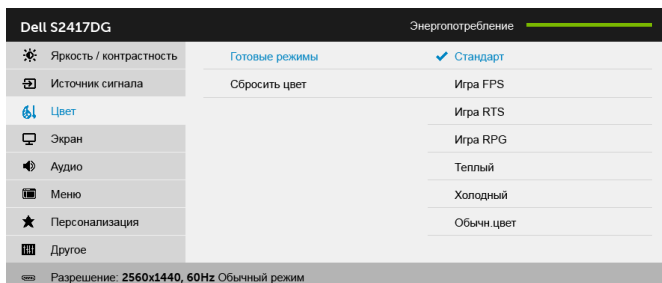 Dell S2417DG Энергопотребление
Яркость / контрастность Готовые режимы Стандарт
Источник сигнала Сбросить цвет Игра FPS
Цвет Игра RTS
Экран Игра RPG
Аудио Теплый
Меню Холодный
Персонализация Обычн.цвет
Другое
Разрешение: 2560x1440, 60Hz Обычный режим